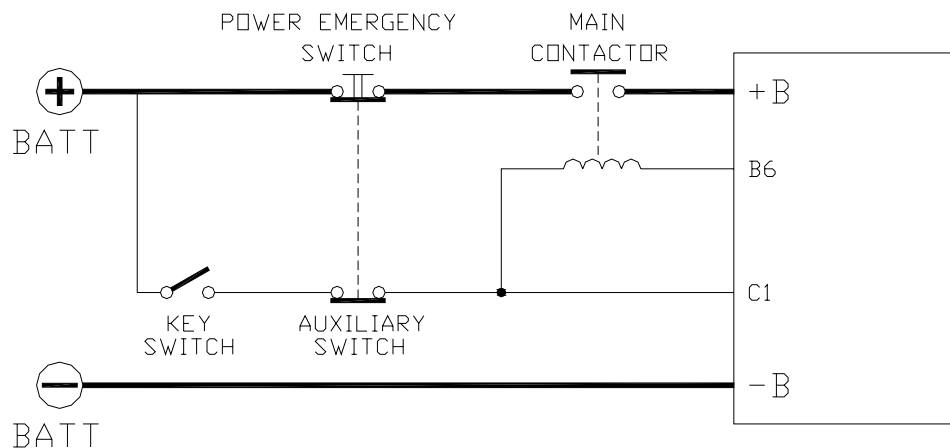 POWER EMERGENCY
SWITCH
MAIN
CONTACTOR
+B
BATT
B6
C1
KEY
SWITCH
AUXILIARY
SWITCH
-B
BATT